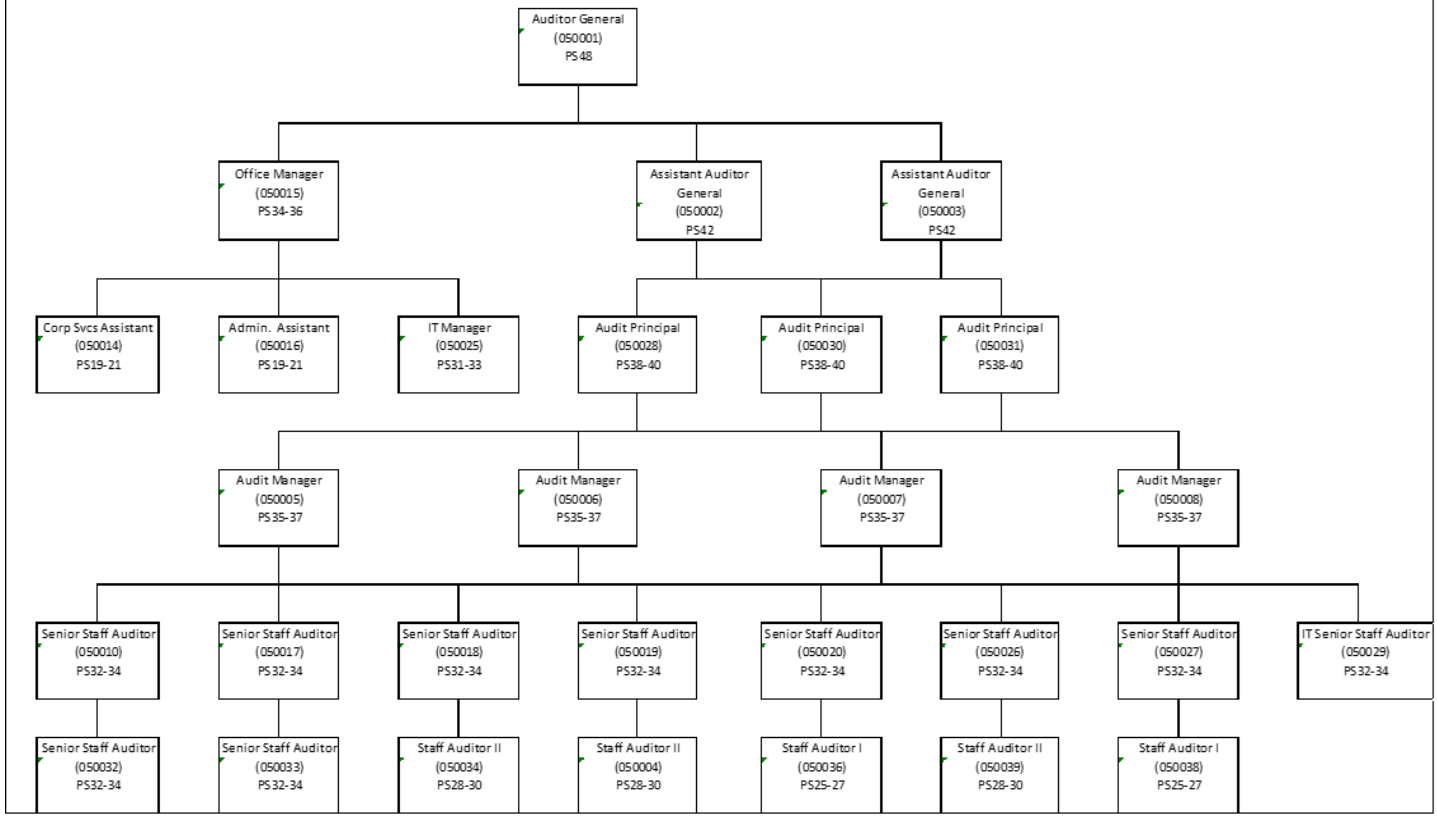 Auditor General
(050001)
PS48
Office Manager
(050015)
PS34-36
Assistant Auditor
General
(050002)
PS42
Assistant Auditor
General
(050003)
PS42
Corp Svcs Assistant
(050014)
PS19-21
Admin. Assistant
(050016)
PS19-21
IT Manager
(050025)
PS31-33
Audit Principal
(050028)
PS38-40
Audit Principal
(050030)
PS38-40
Audit Principal
(050031)
PS38-40
Audit Manager
(050005)
PS35-37
Audit Manager
(050006)
PS35-37
Audit Manager
(050007)
PS35-37
Audit Manager
(050008)
PS35-37
Senior Staff Auditor
(050010)
PS32-34
Senior Staff Auditor
(050017)
PS32-34
Senior Staff Auditor
(050018)
PS32-34
Senior Staff Auditor
(050019)
PS32-34
Senior Staff Auditor
(050020)
PS32-34
Senior Staff Auditor
(050026)
PS32-34
Senior Staff Auditor
(050027)
PS32-34
IT Senior Staff Auditor
(050029)
PS32-34
Senior Staff Auditor
(050032)
PS32-34
Senior Staff Auditor
(050033)
PS32-34
Staff Auditor II
(050034)
PS28-30
Staff Auditor II
(050004)
PS28-30
Staff Auditor I
(050036)
PS25-27
Staff Auditor II
(050039)
PS28-30
Staff Auditor I
(050038)
PS25-27